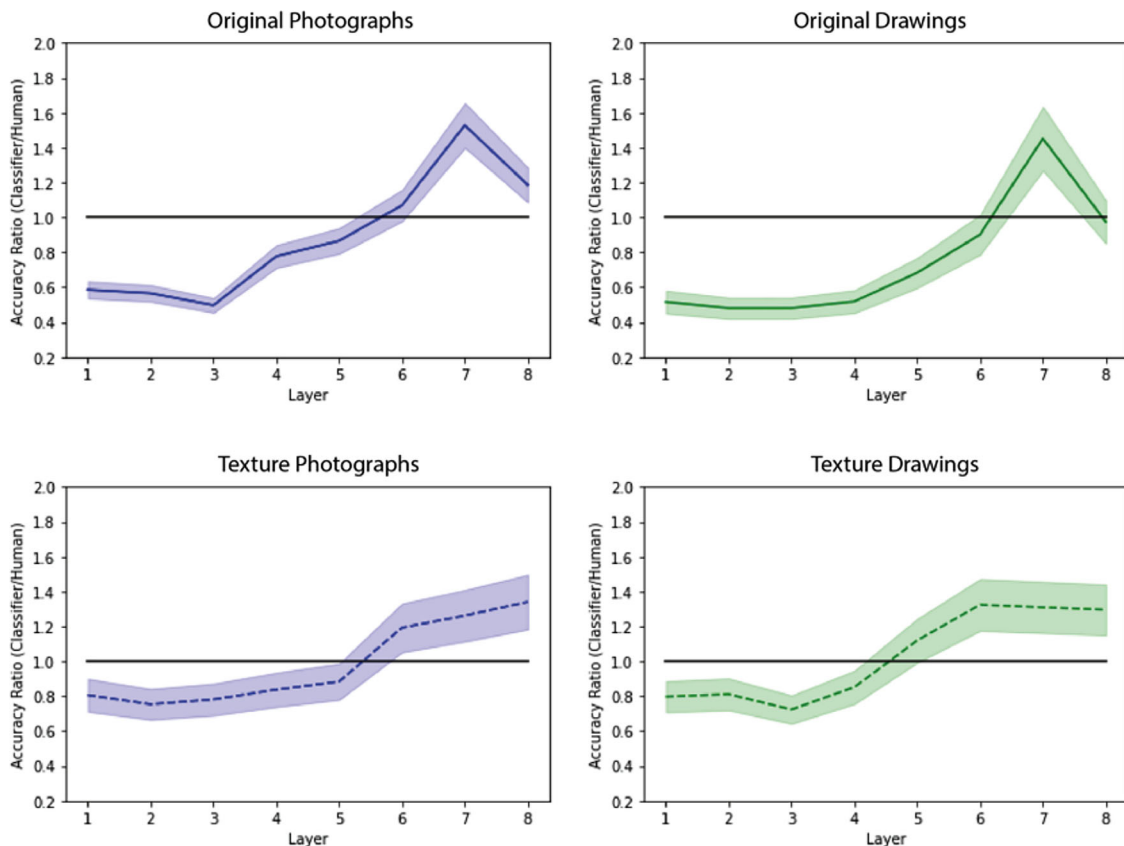 Original Photographs
Accuracy Ratio (Classifier/Human)
2.0
1.8
1.6
1.4
1.2
1.0
0.8
0.6
0.4
0.2
1 2 3 4 5 6 7 8
Layer
Original Drawings
Accuracy Ratio (Classifier/Human)
2.0
1.8
1.6
1.4
1.2
1.0
0.8
0.6
0.4
0.2
1 2 3 4 5 6 7 8
Layer
Texture Photographs
Accuracy Ratio (Classifier/Human)
2.0
1.8
1.6
1.4
1.2
1.0
0.8
0.6
0.4
0.2
1 2 3 4 5 6 7 8
Layer
Texture Drawings
Accuracy Ratio (Classifier/Human)
2.0
1.8
1.6
1.4
1.2
1.0
0.8
0.6
0.4
0.2
1 2 3 4 5 6 7 8
Layer